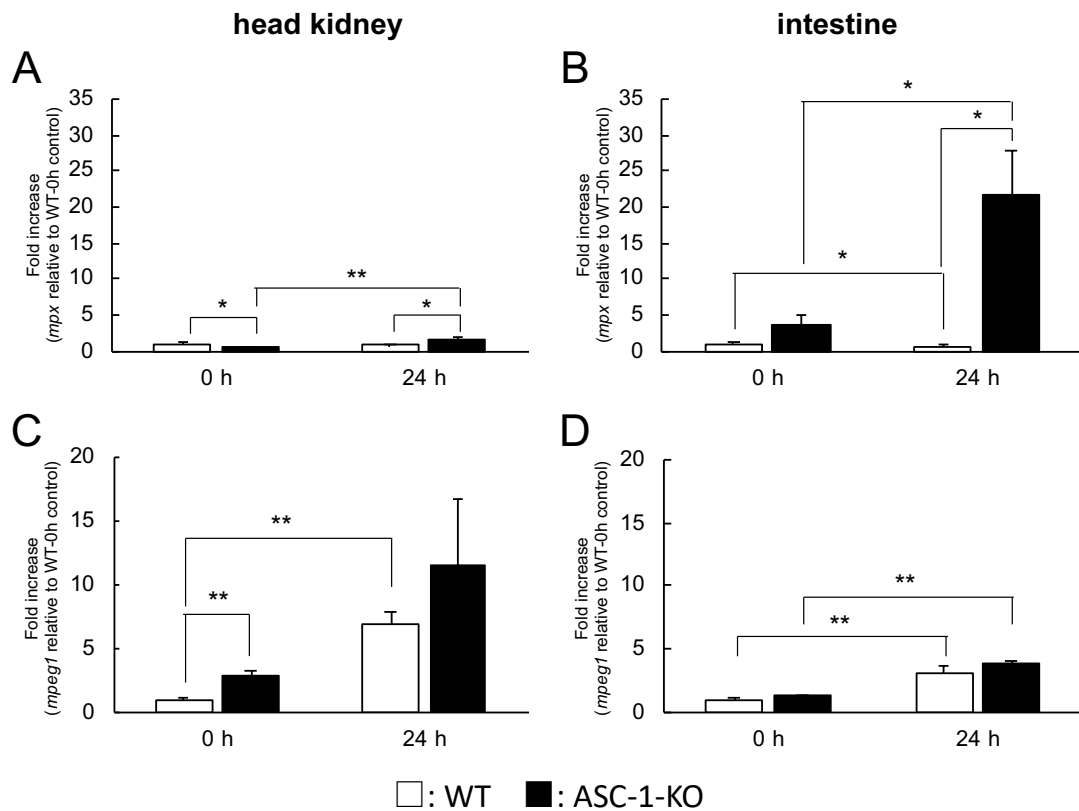 head kidney
intestine
A
Fold increase
(mpx relative to WT-0h control)
35
30
25
20
15
10
5
0
*
**
*
0 h
24 h
B
Fold increase
(mpx relative to WT-0h control)
35
30
25
20
15
10
5
0
*
*
*
0 h
24 h
C
Fold increase
(mpeg1 relative to WT-0h control)
20
15
10
5
0
**
**
0 h
24 h
D
Fold increase
(mpeg1 relative to WT-0h control)
20
15
10
5
0
**
**
0 h
24 h
: WT
: ASC-1-KO